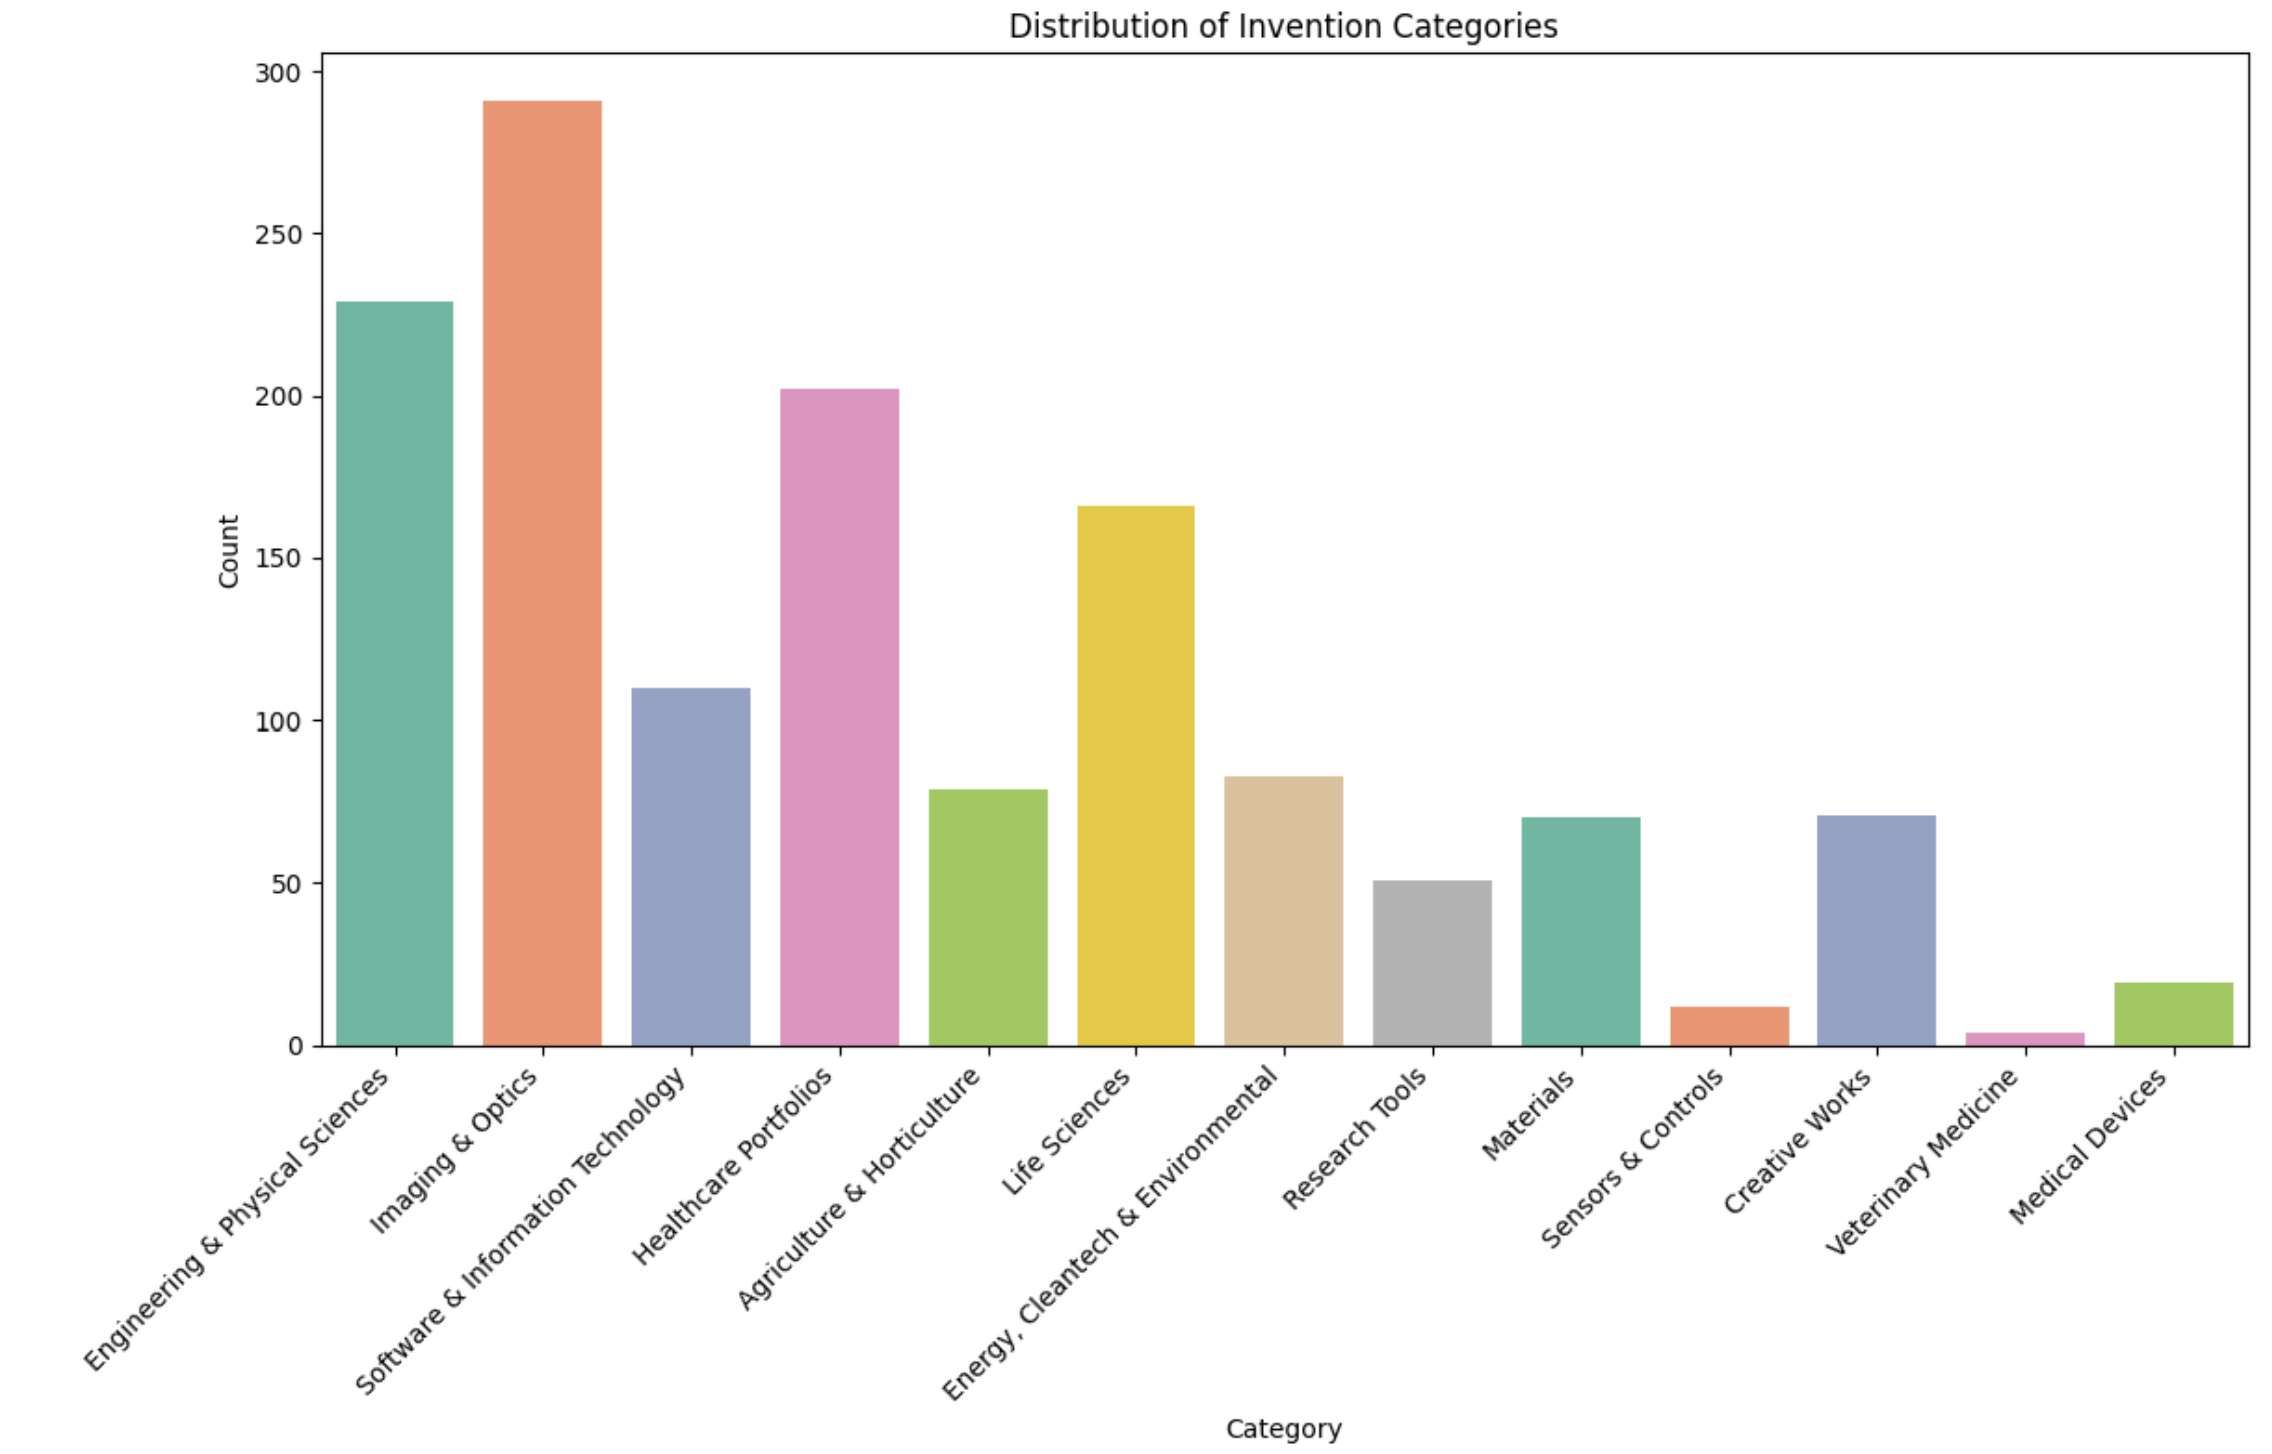 Distribution of Invention Categories
300
250
200
150
100
50
0
Count
Engineering & Physical Sciences
Imaging & Optics
Software & Information Technology
Healthcare Portfolios
Agriculture & Horticulture
Life Sciences
Energy, Cleantech & Environmental
Research Tools
Materials
Sensors & Controls
Creative Works
Veterinary Medicine
Medical Devices
Category